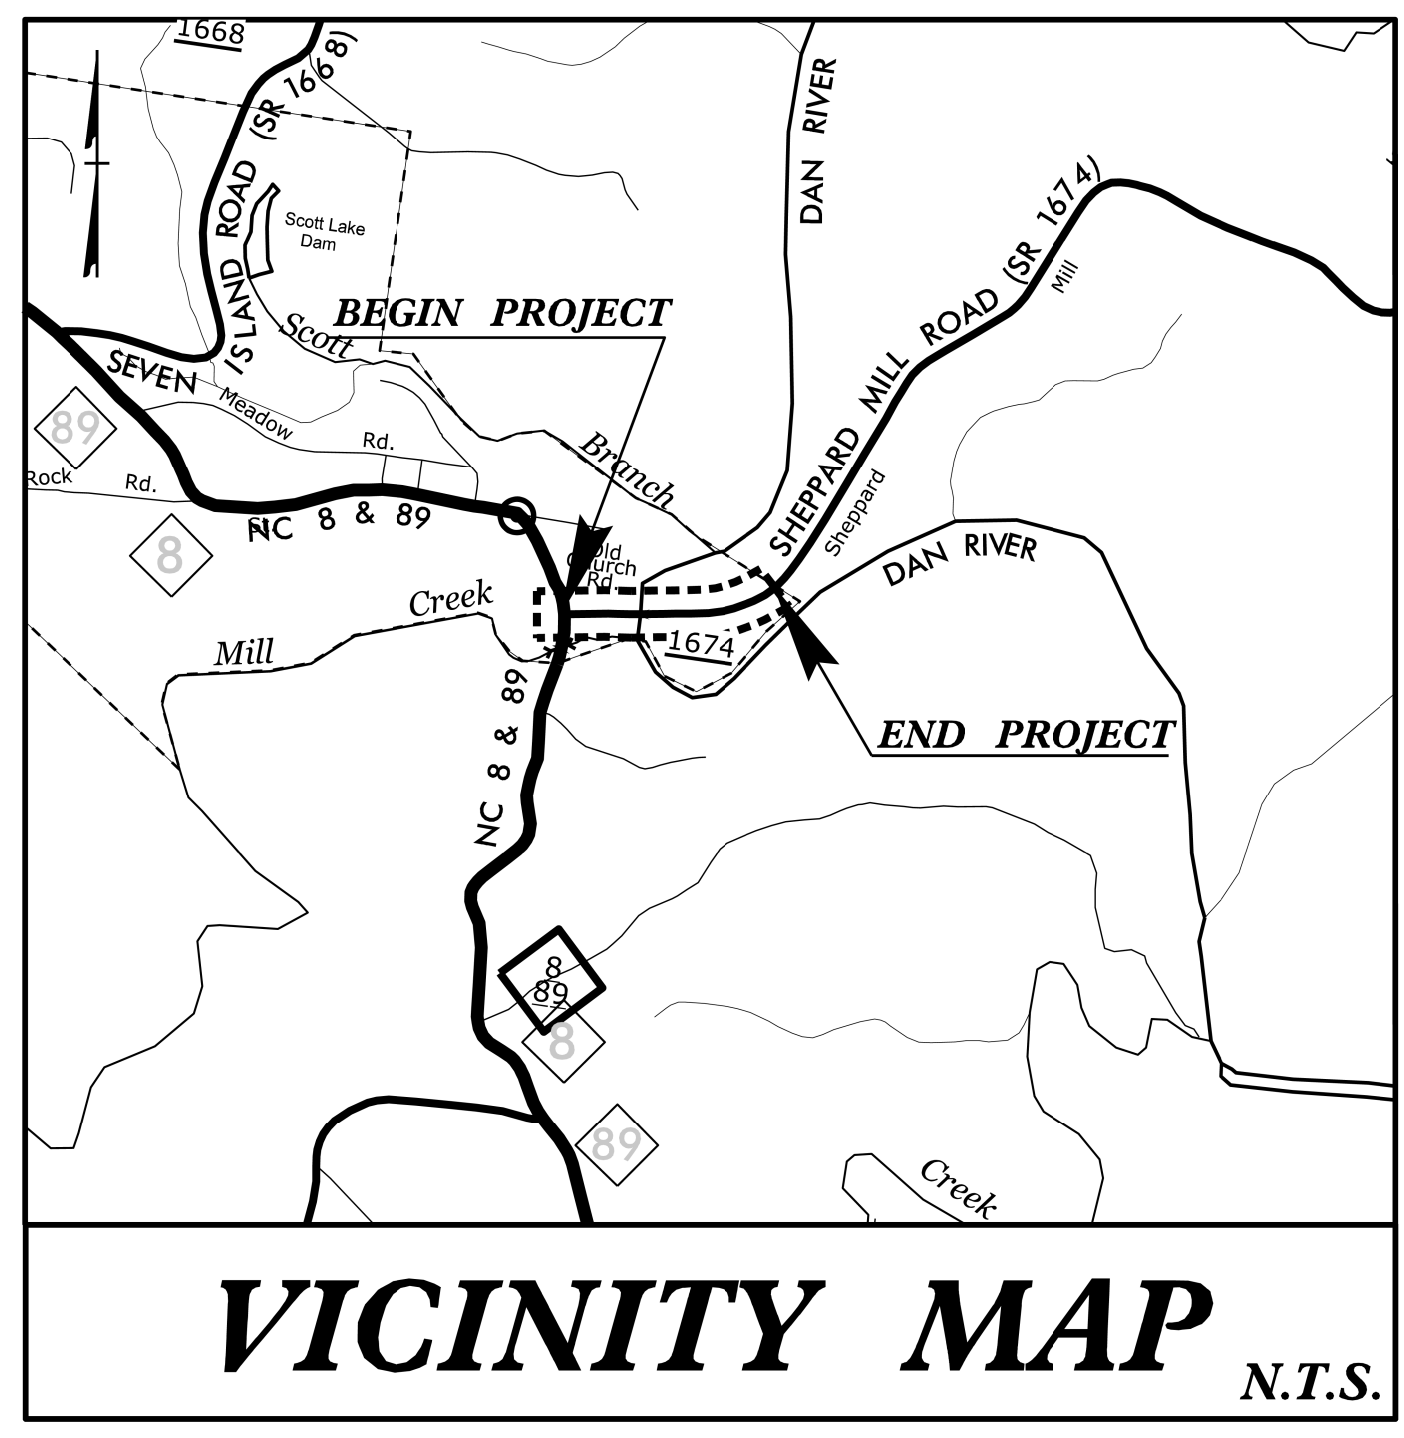 1668
SEVEN ISLAND ROAD (SR 1668)
DAN RIVER
SHEPPARD MILL ROAD (SR 1674)
Scott Lake
Dam
Mill
BEGIN PROJECT
Scott
Meadow
Rd.
89
Branch
Rock
Rd.
Sheppard
NC 8 & 89
8
DAN RIVER
Old
Church
Rd.
Creek
Mill
1674
NC 8 & 89
END PROJECT
8
89
8
89
Creek
VICINITY MAP
N.T.S.